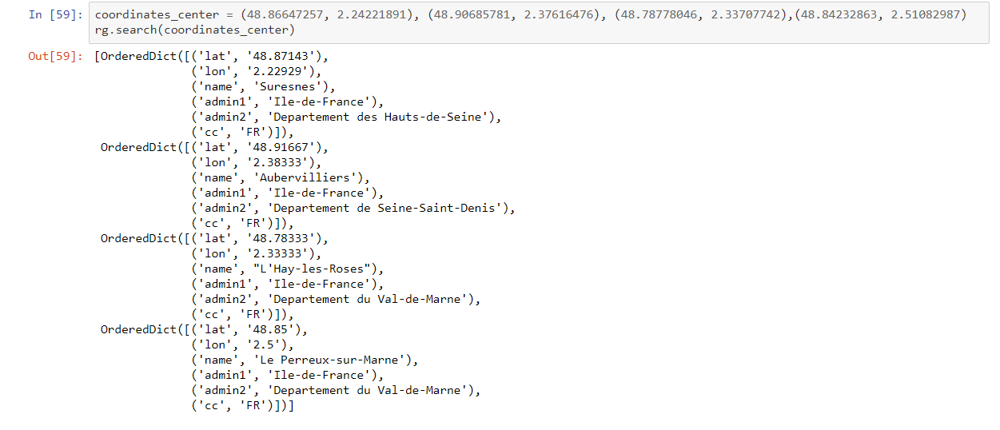 In [59]: coordinates_center = (48.86647257, 2.24221891), (48.90685781, 2.37616476), (48.78778046, 2.33707742),(48.84232863, 2.51082987)
rg.search(coordinates_center)
Out[59]: [OrderedDict([('lat', '48.87143'),
('lon', '2.22929'),
('name', 'Suresnes'),
('admin1', 'Ile-de-France'),
('admin2', 'Departement des Hauts-de-Seine'),
('cc', 'FR')]),
OrderedDict([('lat', '48.91667'),
('lon', '2.38333'),
('name', 'Aubervilliers'),
('admin1', 'Ile-de-France'),
('admin2', 'Departement de Seine-Saint-Denis'),
('cc', 'FR')]),
OrderedDict([('lat', '48.78333'),
('lon', '2.33333'),
('name', "L'Hay-les-Roses"),
('admin1', 'Ile-de-France'),
('admin2', 'Departement du Val-de-Marne'),
('cc', 'FR')]),
OrderedDict([('lat', '48.85'),
('lon', '2.5'),
('name', 'Le Perreux-sur-Marne'),
('admin1', 'Ile-de-France'),
('admin2', 'Departement du Val-de-Marne'),
('cc', 'FR')])]